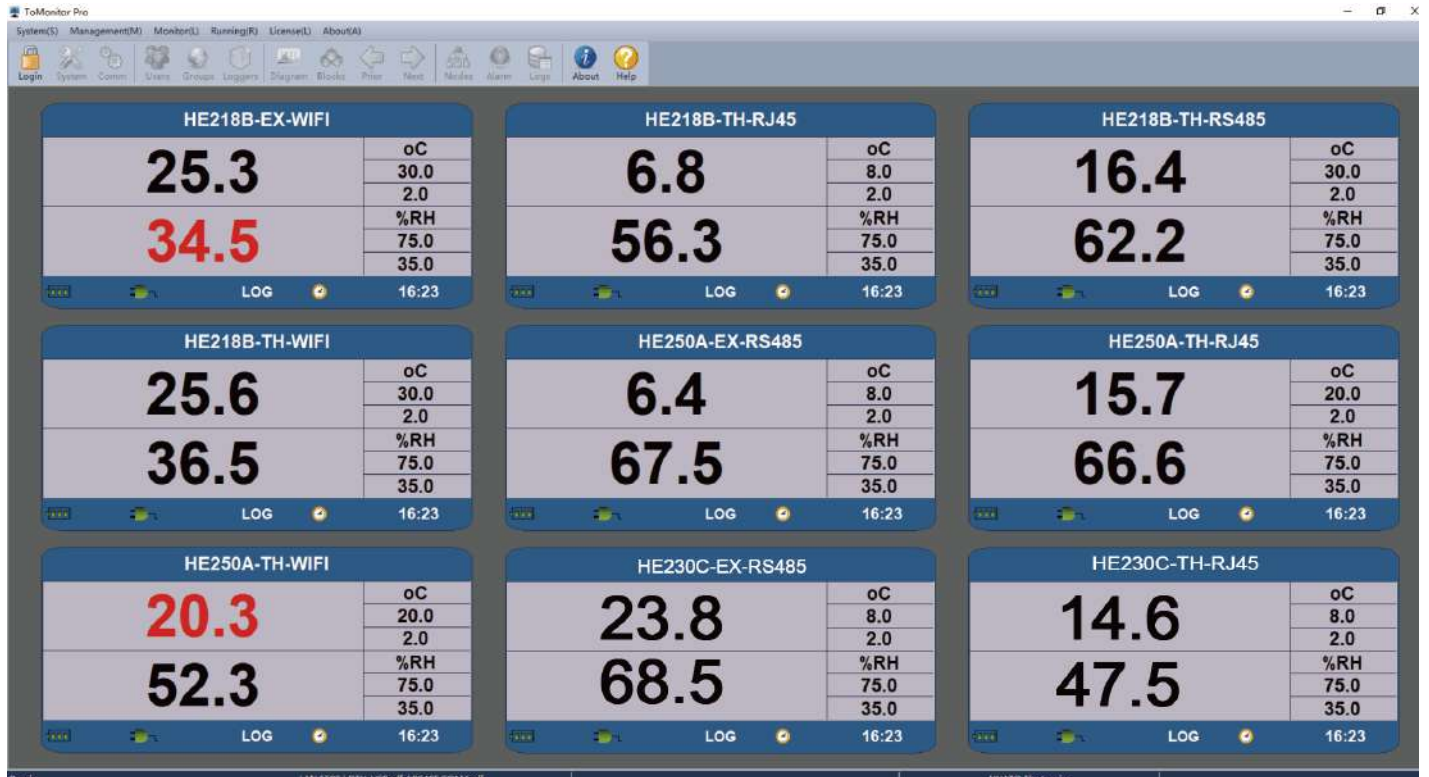 ToMonitor Pro
System(S) Management(M) Monitor(L) Running(R) License(L) About(A)
Login System Comm Users Groups Loggers Diagram Blocks Prior Next Nodes Alarm Logs About Help
HE218B-EX-WIFI
25.3
oC
30.0
2.0
34.5
%RH
75.0
35.0
LOG 16:23
HE218B-TH-RJ45
6.8
oC
8.0
2.0
56.3
%RH
75.0
35.0
LOG 16:23
HE218B-TH-RS485
16.4
oC
30.0
2.0
62.2
%RH
75.0
35.0
LOG 16:23
HE218B-TH-WIFI
25.6
oC
30.0
2.0
36.5
%RH
75.0
35.0
LOG 16:23
HE250A-EX-RS485
6.4
oC
8.0
2.0
67.5
%RH
75.0
35.0
LOG 16:23
HE250A-TH-RJ45
15.7
oC
20.0
2.0
66.6
%RH
75.0
35.0
LOG 16:23
HE250A-TH-WIFI
20.3
oC
20.0
2.0
52.3
%RH
75.0
35.0
LOG 16:23
HE230C-EX-RS485
23.8
oC
8.0
2.0
68.5
%RH
75.0
35.0
LOG 16:23
HE230C-TH-RJ45
14.6
oC
8.0
2.0
47.5
%RH
75.0
35.0
LOG 16:23